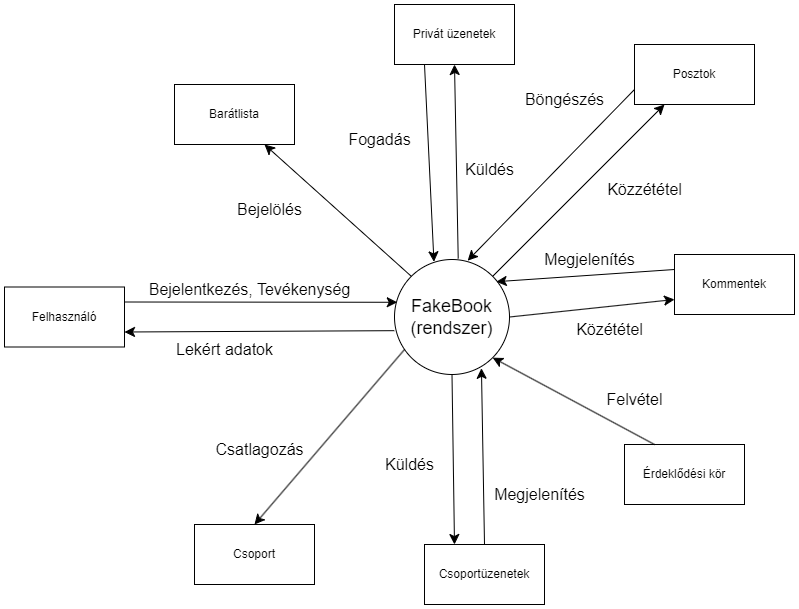 Privát üzenetek
Posztok
Böngészés
Barátlista
Fogadás
Küldés
Közzététel
Bejelölés
Megjelenítés
Kommentek
Bejelentkezés, Tevékenység
FakeBook
(rendszer)
Felhasználó
Közététel
Lekért adatok
Felvétel
Csatlagozás
Küldés
Érdeklődési kör
Megjelenítés
Csoport
Csoportüzenetek